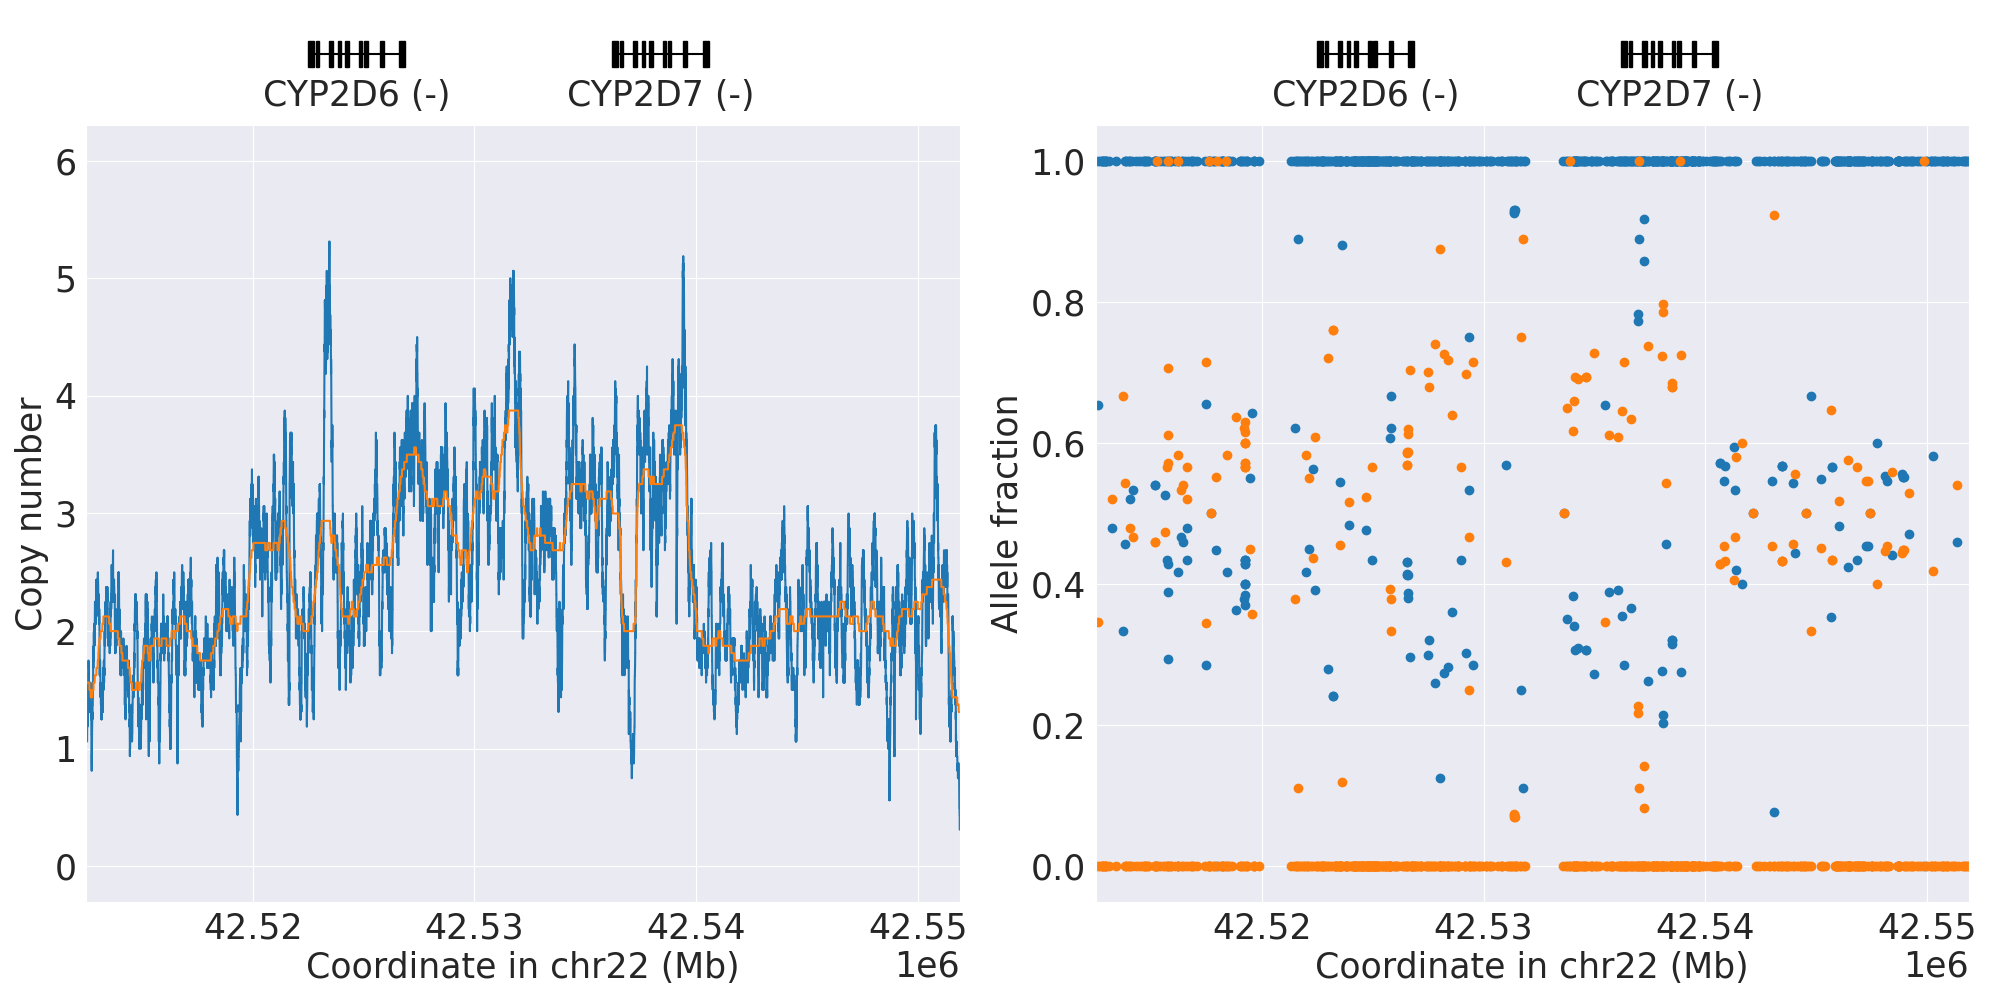 CYP2D6 (-) CYP2D7 (-) CYP2D6 (-) CYP2D7 (-)
Copy number
6
5
4
3
2
1
0
42.52 42.53 42.54 42.55
Coordinate in chr22 (Mb) 1e6
Allele fraction
1.0
0.8
0.6
0.4
0.2
0.0
42.52 42.53 42.54 42.55
Coordinate in chr22 (Mb) 1e6